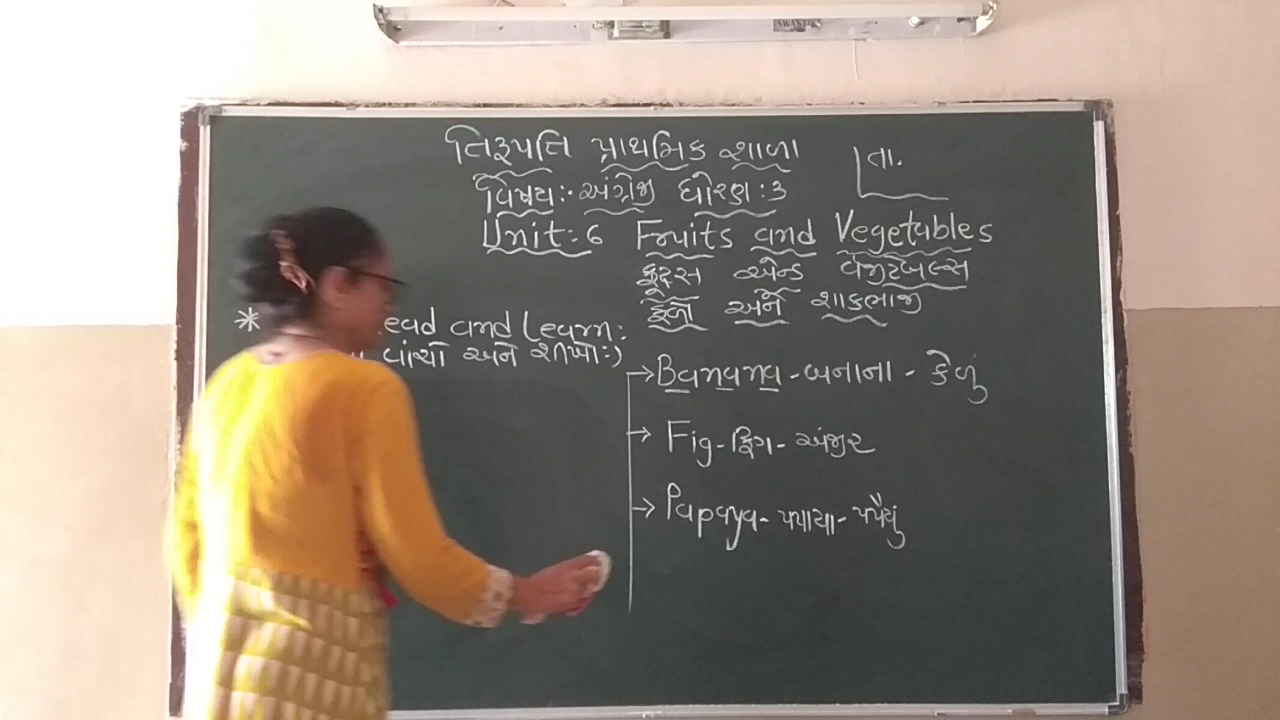 SWASTIK
તિરૂપતિ પ્રાથમિક શાળા
તા.
વિષય:- અંગ્રેજી ધોરણ:૩
Unit:-6 Fruits and Vegetables
ફ્રૂટ્સ એન્ડ વેજીટેબલ્સ
ફળો અને શાકભાજી
* ead and Learn:
વાંચો અને શીખો:)
→ Banana - બનાના - કેળું
→ Fig - ફિગ - અંજીર
→ Papaya - પપાયા - પપૈયું